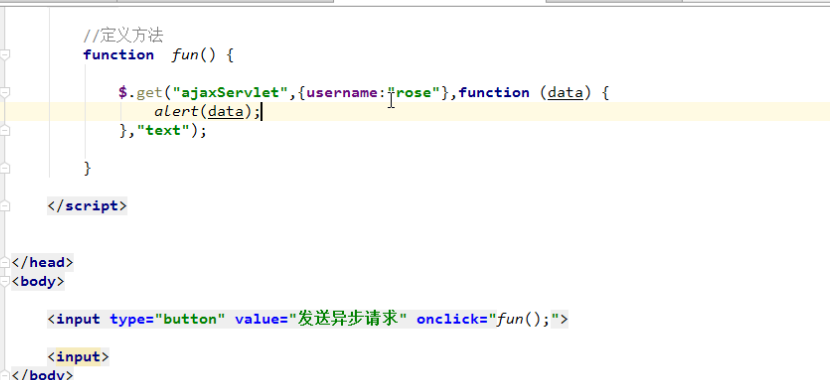 //定义方法
function fun() {
$.get("ajaxServlet",{username:"rose"},function (data) {
alert(data);
},"text");
}
</script>
</head>
<body>
<input type="button" value="发送异步请求" onclick="fun();">
<input>
</body>